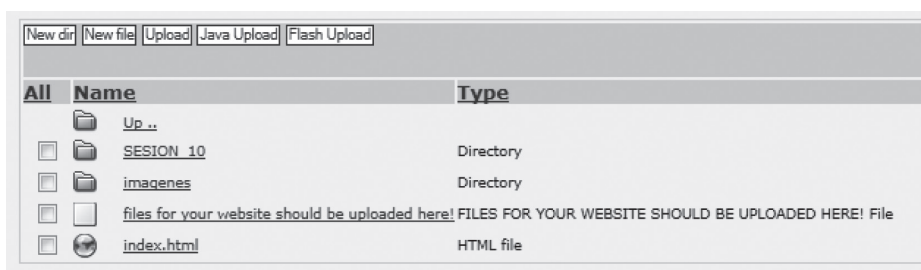 New dir New file Upload Java Upload Flash Upload
All Name Type
Up ..
SESION_10 Directory
imagenes Directory
files for your website should be uploaded here! FILES FOR YOUR WEBSITE SHOULD BE UPLOADED HERE! File
index.html HTML file